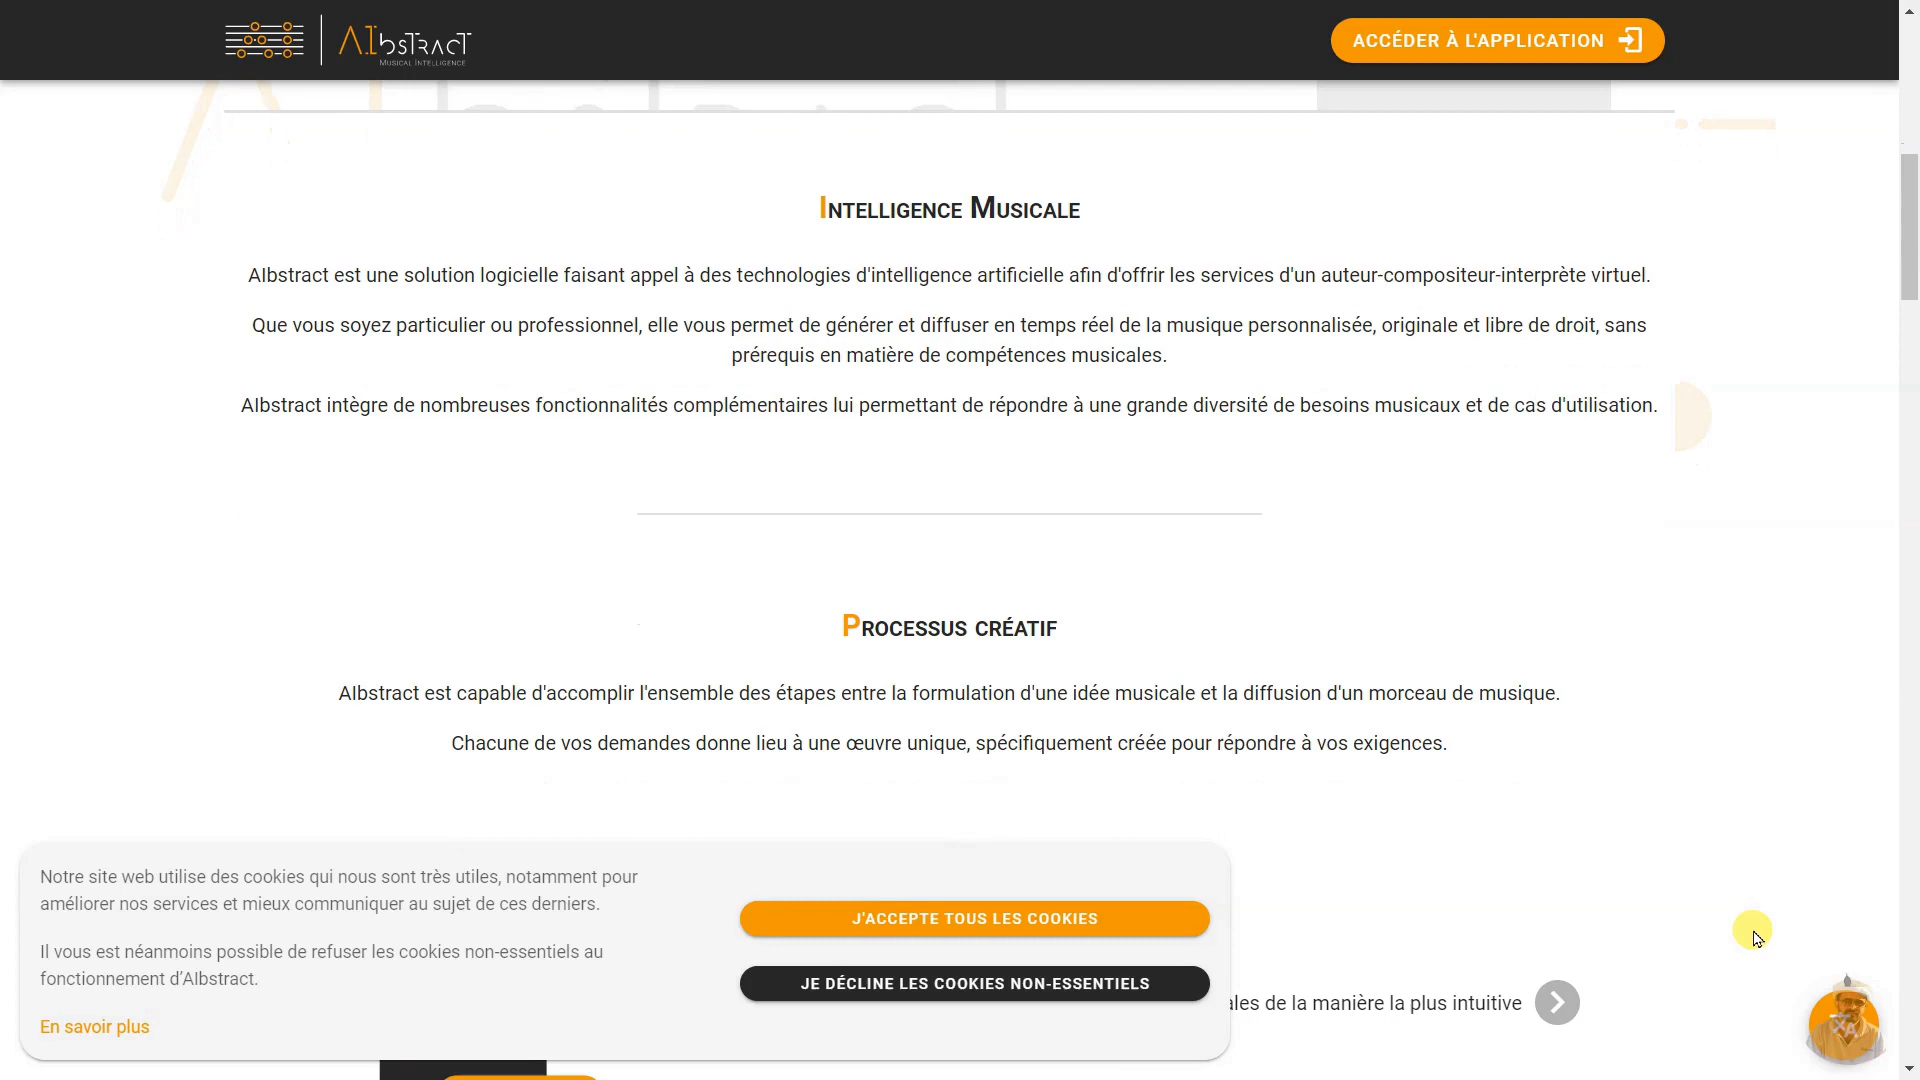 AIbstract
Musical Intelligence
ACCÉDER À L'APPLICATION
Intelligence Musicale
AIbstract est une solution logicielle faisant appel à des technologies d'intelligence artificielle afin d'offrir les services d'un auteur-compositeur-interprète virtuel.
Que vous soyez particulier ou professionnel, elle vous permet de générer et diffuser en temps réel de la musique personnalisée, originale et libre de droit, sans
prérequis en matière de compétences musicales.
AIbstract intègre de nombreuses fonctionnalités complémentaires lui permettant de répondre à une grande diversité de besoins musicaux et de cas d'utilisation.
Processus créatif
AIbstract est capable d'accomplir l'ensemble des étapes entre la formulation d'une idée musicale et la diffusion d'un morceau de musique.
Chacune de vos demandes donne lieu à une œuvre unique, spécifiquement créée pour répondre à vos exigences.
Notre site web utilise des cookies qui nous sont très utiles, notamment pour
améliorer nos services et mieux communiquer au sujet de ces derniers.
J'ACCEPTE TOUS LES COOKIES
Il vous est néanmoins possible de refuser les cookies non-essentiels au
fonctionnement d’AIbstract.
JE DÉCLINE LES COOKIES NON-ESSENTIELS
de la manière la plus intuitive
En savoir plus